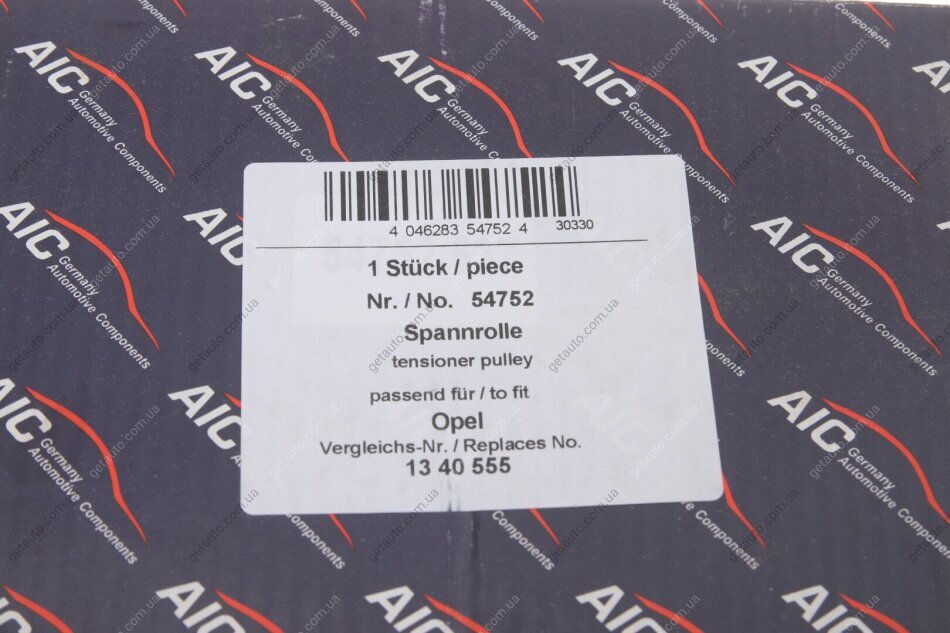 4 046283 54752 4 30330
1 Stück / piece
Nr. / No. 54752
Spannrolle
tensioner pulley
passend für / to fit
Opel
Vergleichs-Nr. / Replaces No.
13 40 555
AIC
Germany
Automotive Components
getauto.com.ua